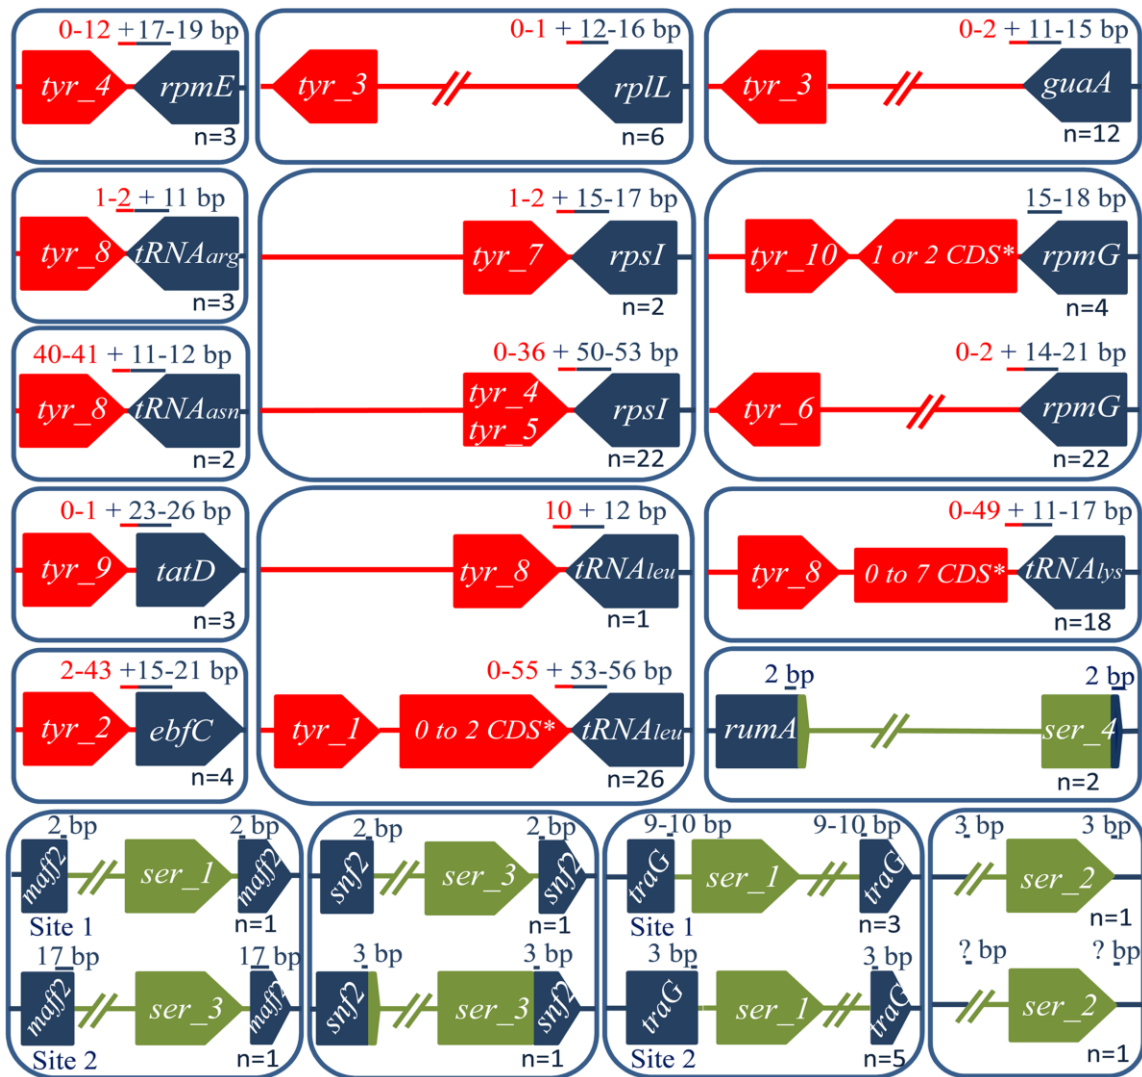 0-12 +17-19 bp
tyr_4 rpmE
n=3
0-1 + 12-16 bp
tyr_3 rplL
n=6
0-2 + 11-15 bp
tyr_3 guaA
n=12
1-2 + 11 bp
tyr_8 tRNAarg
n=3
40-41 + 11-12 bp
tyr_8 tRNAasn
n=2
1-2 + 15-17 bp
tyr_7 rpsI
n=2
0-36 + 50-53 bp
tyr_4
tyr_5 rpsI
n=22
15-18 bp
tyr_10 1 or 2 CDS* rpmG
n=4
0-2 + 14-21 bp
tyr_6 rpmG
n=22
0-1 + 23-26 bp
tyr_9 tatD
n=3
2-43 +15-21 bp
tyr_2 ebfC
n=4
10 + 12 bp
tyr_8 tRNAleu
n=1
0-55 + 53-56 bp
tyr_1 0 to 2 CDS* tRNAleu
n=26
0-49 + 11-17 bp
tyr_8 0 to 7 CDS* tRNAlys
n=18
2 bp 2 bp
rumA ser_4
n=2
2 bp 2 bp
maff2 ser_1 maff2
Site 1 n=1
17 bp 17 bp
maff2 ser_3 maff2
Site 2 n=1
2 bp 2 bp
snf2 ser_3 snf2
n=1
3 bp 3 bp
snf2 ser_3 snf2
n=1
9-10 bp 9-10 bp
traG ser_1 traG
Site 1 n=3
3 bp 3 bp
traG ser_1 traG
Site 2 n=5
3 bp 3 bp
ser_2
n=1
? bp ? bp
ser_2
n=1